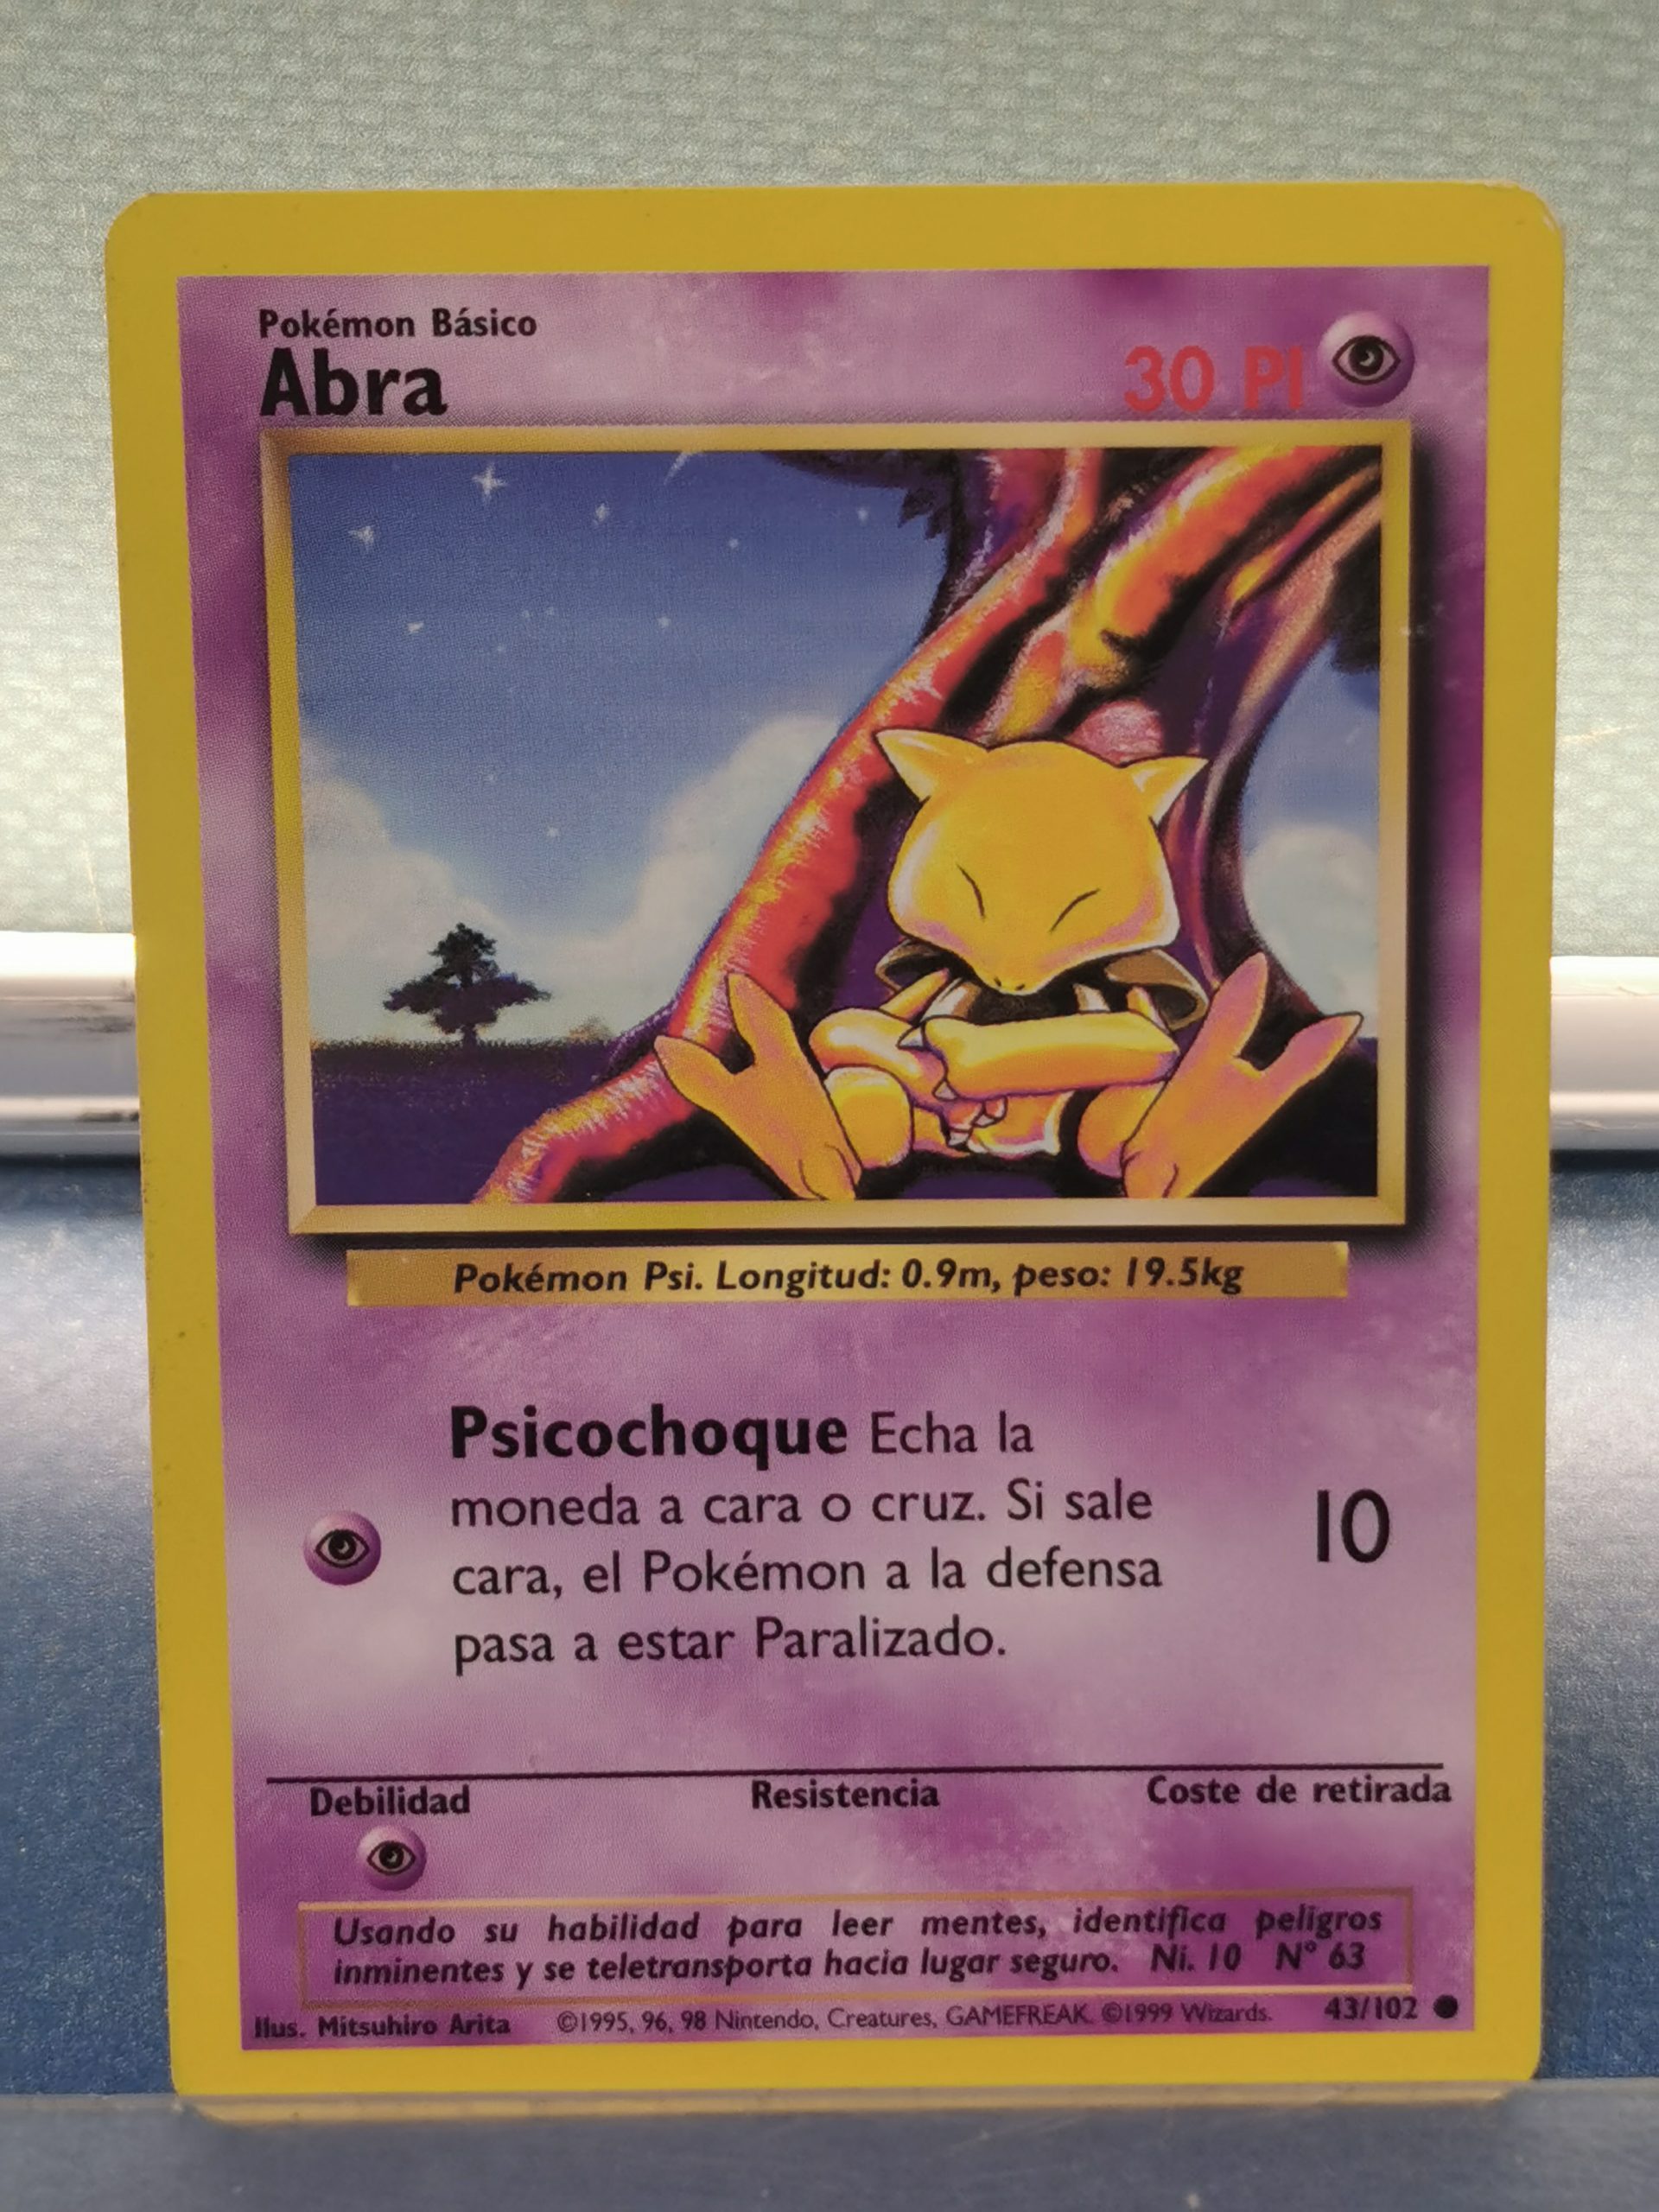 Pokémon Básico
Abra
30 PI
Pokémon Psi. Longitud: 0.9m, peso: 19.5kg
Psicochoque Echa la
moneda a cara o cruz. Si sale
cara, el Pokémon a la defensa
pasa a estar Paralizado.
10
Debilidad Resistencia Coste de retirada
Usando su habilidad para leer mentes, identifica peligros
inminentes y se teletransporta hacia lugar seguro. Ni. 10 N° 63
Ilus. Mitsuhiro Arita ©1995, 96, 98 Nintendo, Creatures, GAMEFREAK. ©1999 Wizards. 43/102